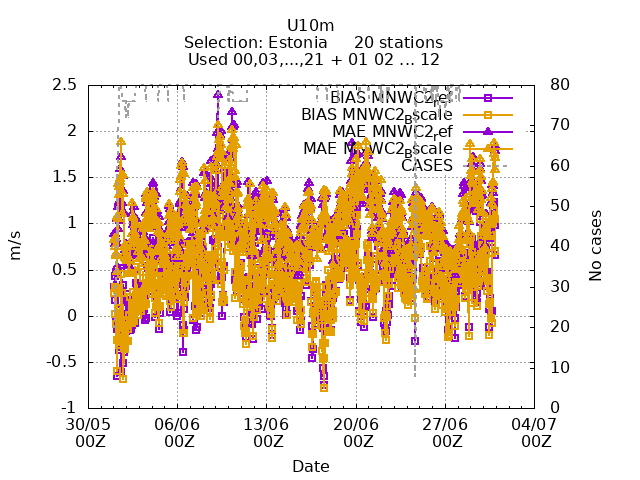 U10m
Selection: Estonia 20 stations
Used 00,03,...,21 + 01 02 ... 12
2.5
2
1.5
1
0.5
0
-0.5
-1
80
70
60
50
40
30
20
10
0
BIAS MNWC2_ref
BIAS MNWC2_Bscale
MAE MNWC2_ref
MAE MNWC2_Bscale
CASES
m/s
No cases
30/05 06/06 13/06 20/06 27/06 04/07
00Z 00Z 00Z 00Z 00Z 00Z
Date